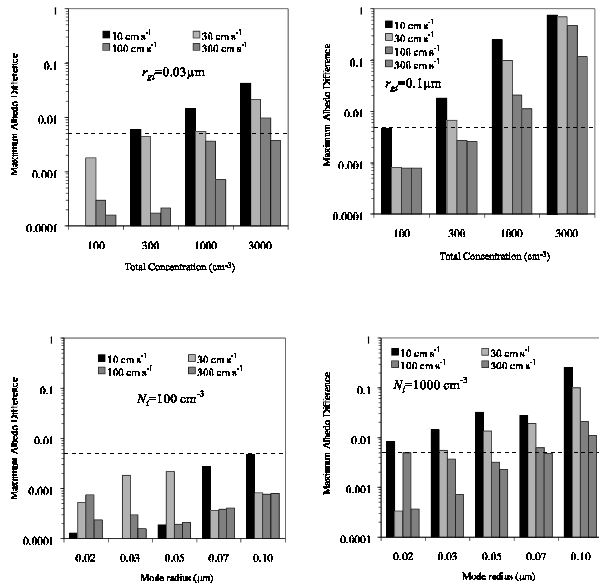 10 cm s-1 30 cm s-1
100 cm s-1 300 cm s-1
rg1=0.03μm
Maximum Albedo Difference
1
0.1
0.01
0.001
0.0001
100 300 1000 3000
Total Concentration (cm-3)
10 cm s-1
30 cm s-1
100 cm s-1
300 cm s-1
rg1=0.1μm
Maximum Albedo Difference
1
0.1
0.01
0.001
0.0001
100 300 1000 3000
Total Concentration (cm-3)
10 cm s-1 30 cm s-1
100 cm s-1 300 cm s-1
N1=100 cm-3
Maximum Albedo Difference
1
0.1
0.01
0.001
0.0001
0.02 0.03 0.05 0.07 0.10
Mode radius (μm)
10 cm s-1 30 cm s-1
100 cm s-1 300 cm s-1
N1=1000 cm-3
Maximum Albedo Difference
1
0.1
0.01
0.001
0.0001
0.02 0.03 0.05 0.07 0.10
Mode radius (μm)